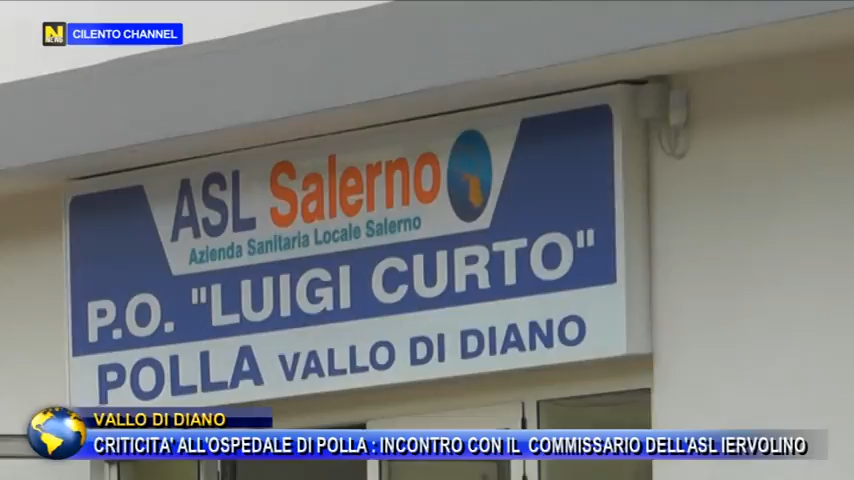 N
NEWS
CILENTO CHANNEL
ASL Salerno
Azienda Sanitaria Locale Salerno
P.O. "LUIGI CURTO"
POLLA VALLO DI DIANO
VALLO DI DIANO
CRITICITA' ALL'OSPEDALE DI POLLA : INCONTRO CON IL COMMISSARIO DELL'ASL IERVOLINO